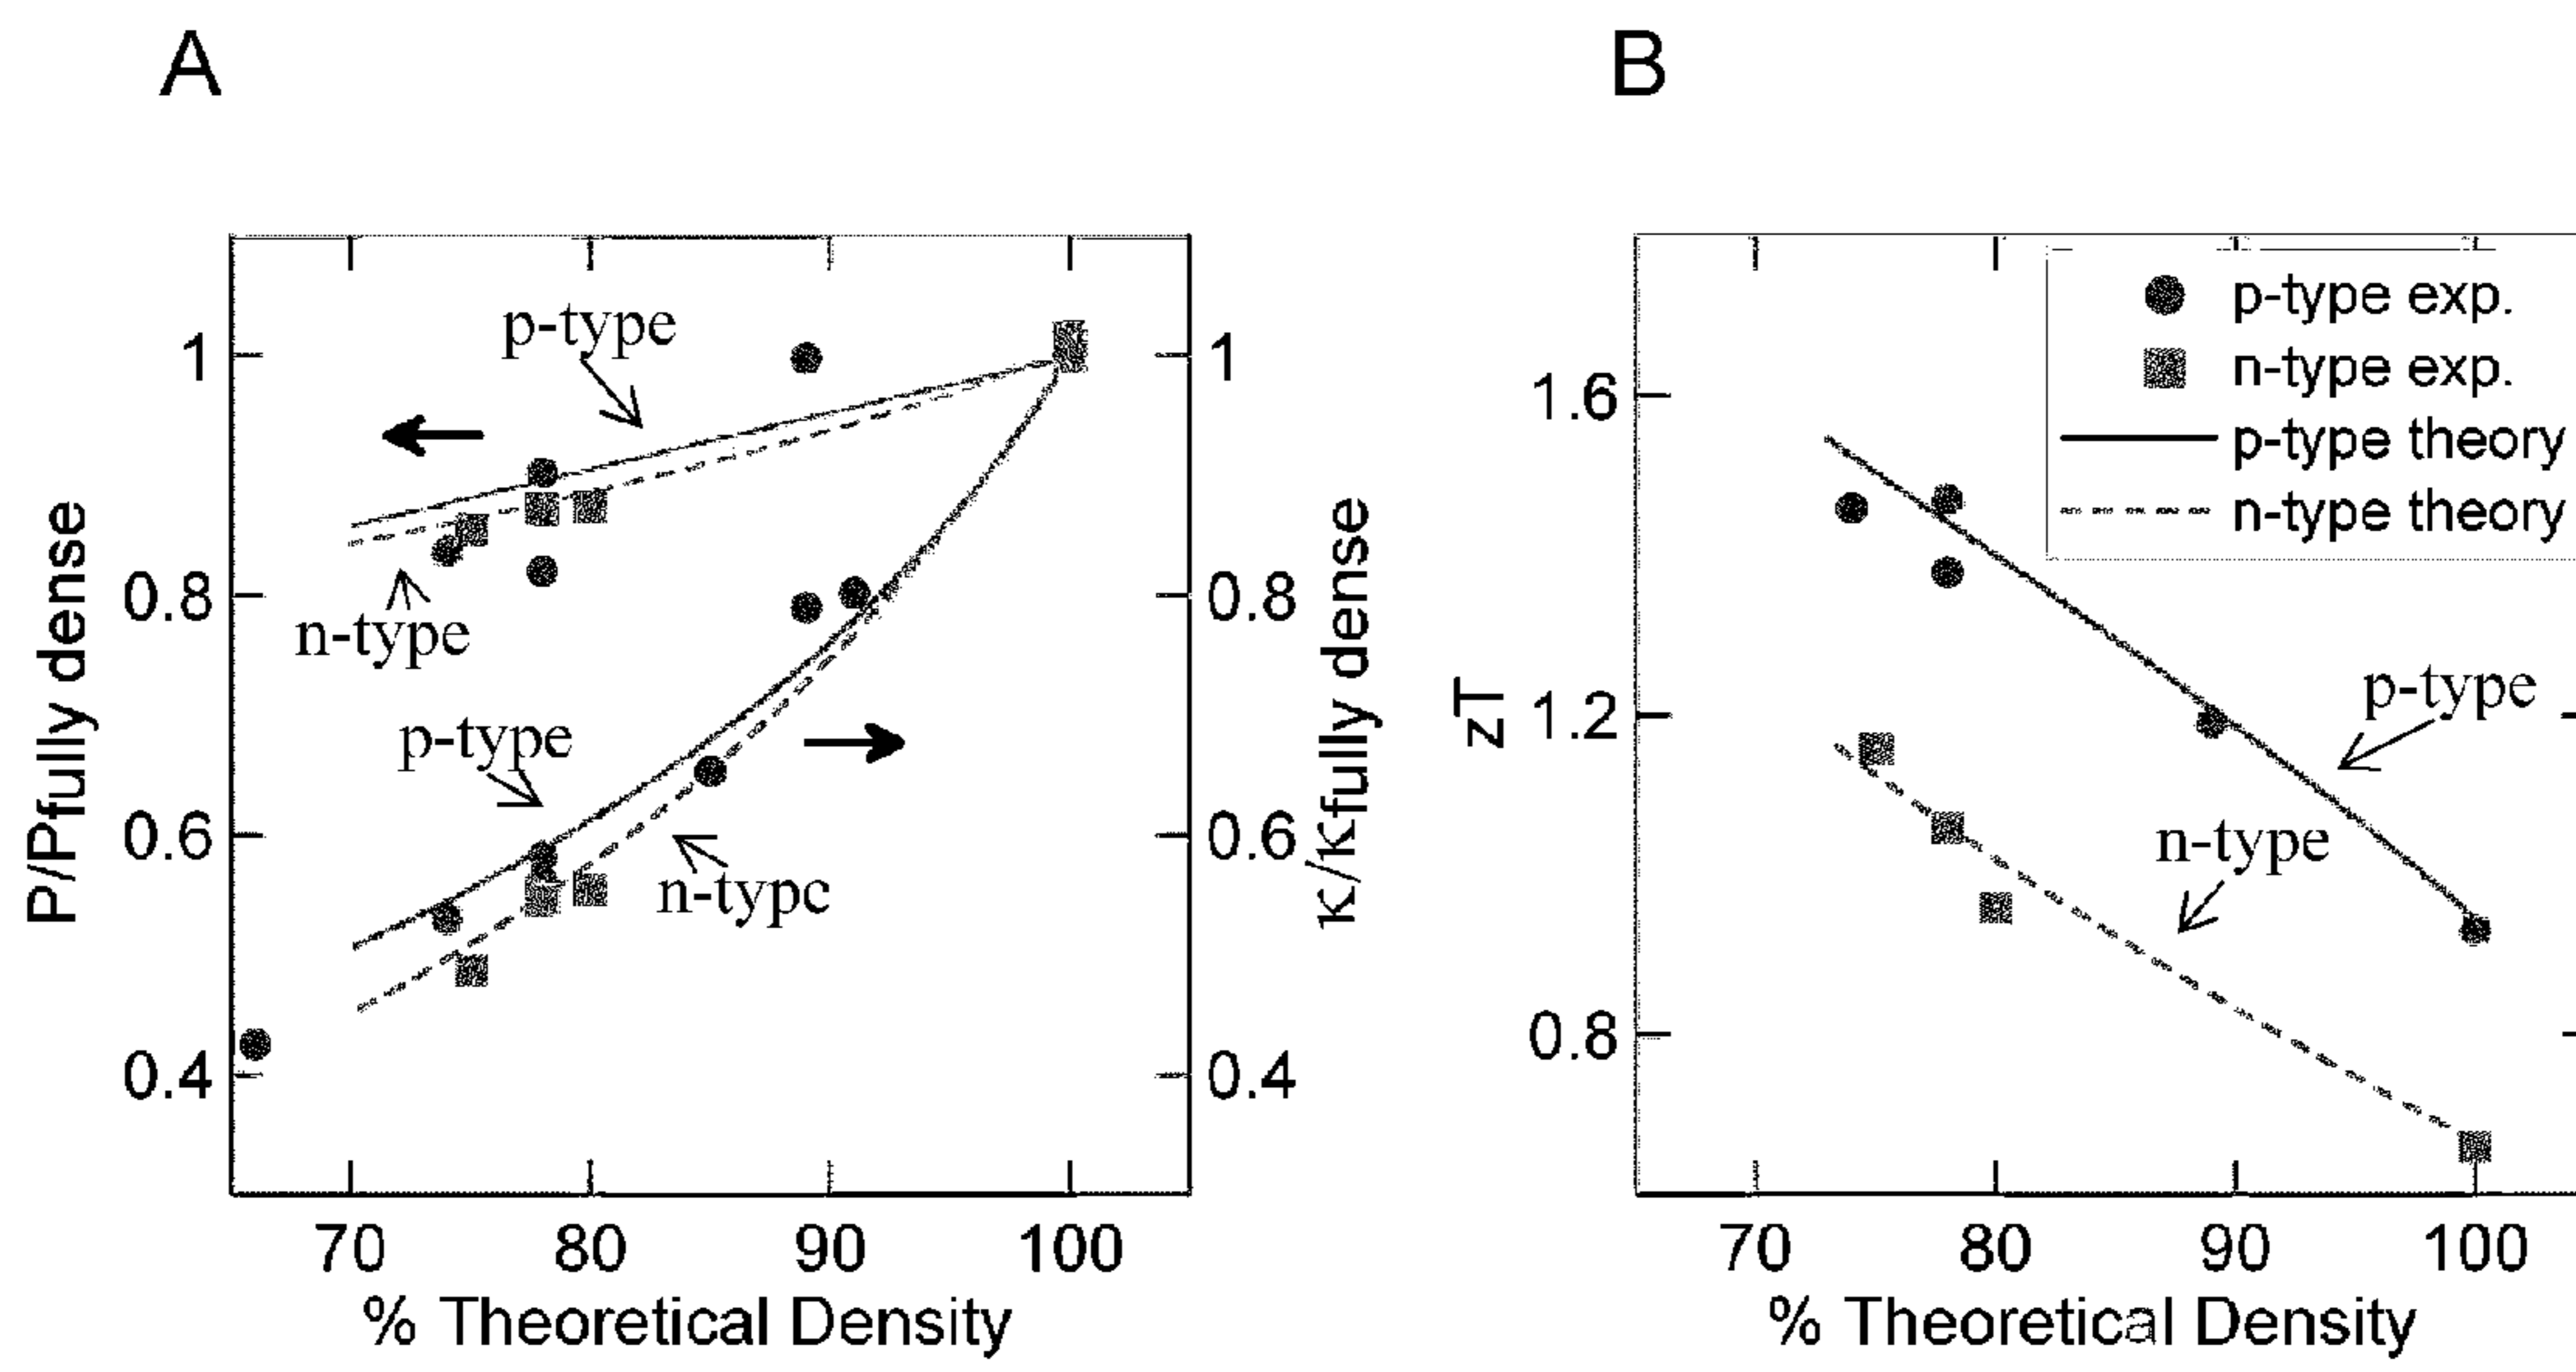 A
B
P/Pfully dense
1
0.8
0.6
0.4
p-type
n-type
p-type
n-typc
1
0.8
0.6
0.4
κ/κfully dense
70 80 90 100
% Theoretical Density
zT
1.6
1.2
0.8
p-type exp.
n-type exp.
p-type theory
n-type theory
p-type
n-type
70 80 90 100
% Theoretical Density